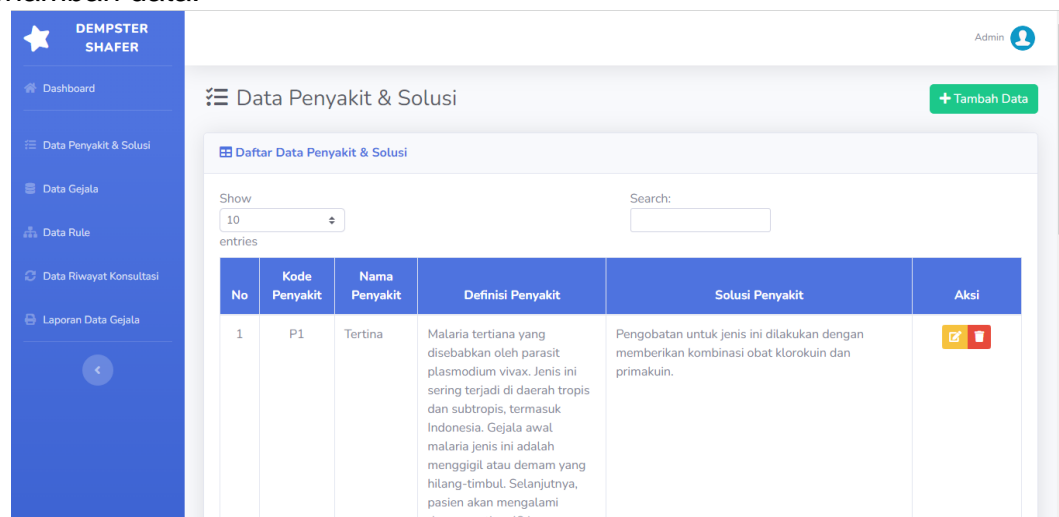 DEMPSTER
SHAFER
Admin
Dashboard
Data Penyakit & Solusi
Data Gejala
Data Rule
Data Riwayat Konsultasi
Laporan Data Gejala
Data Penyakit & Solusi
+ Tambah Data
Daftar Data Penyakit & Solusi
Show
10
entries
Search:
No
Kode
Penyakit
Nama
Penyakit
Definisi Penyakit
Solusi Penyakit
Aksi
1
P1
Tertina
Malaria tertiana yang
disebabkan oleh parasit
plasmodium vivax. Jenis ini
sering terjadi di daerah tropis
dan subtropis, termasuk
Indonesia. Gejala awal
malaria jenis ini adalah
menggigil atau demam yang
hilang-timbul. Selanjutnya,
pasien akan mengalami
Pengobatan untuk jenis ini dilakukan dengan
memberikan kombinasi obat klorokuin dan
primakuin.